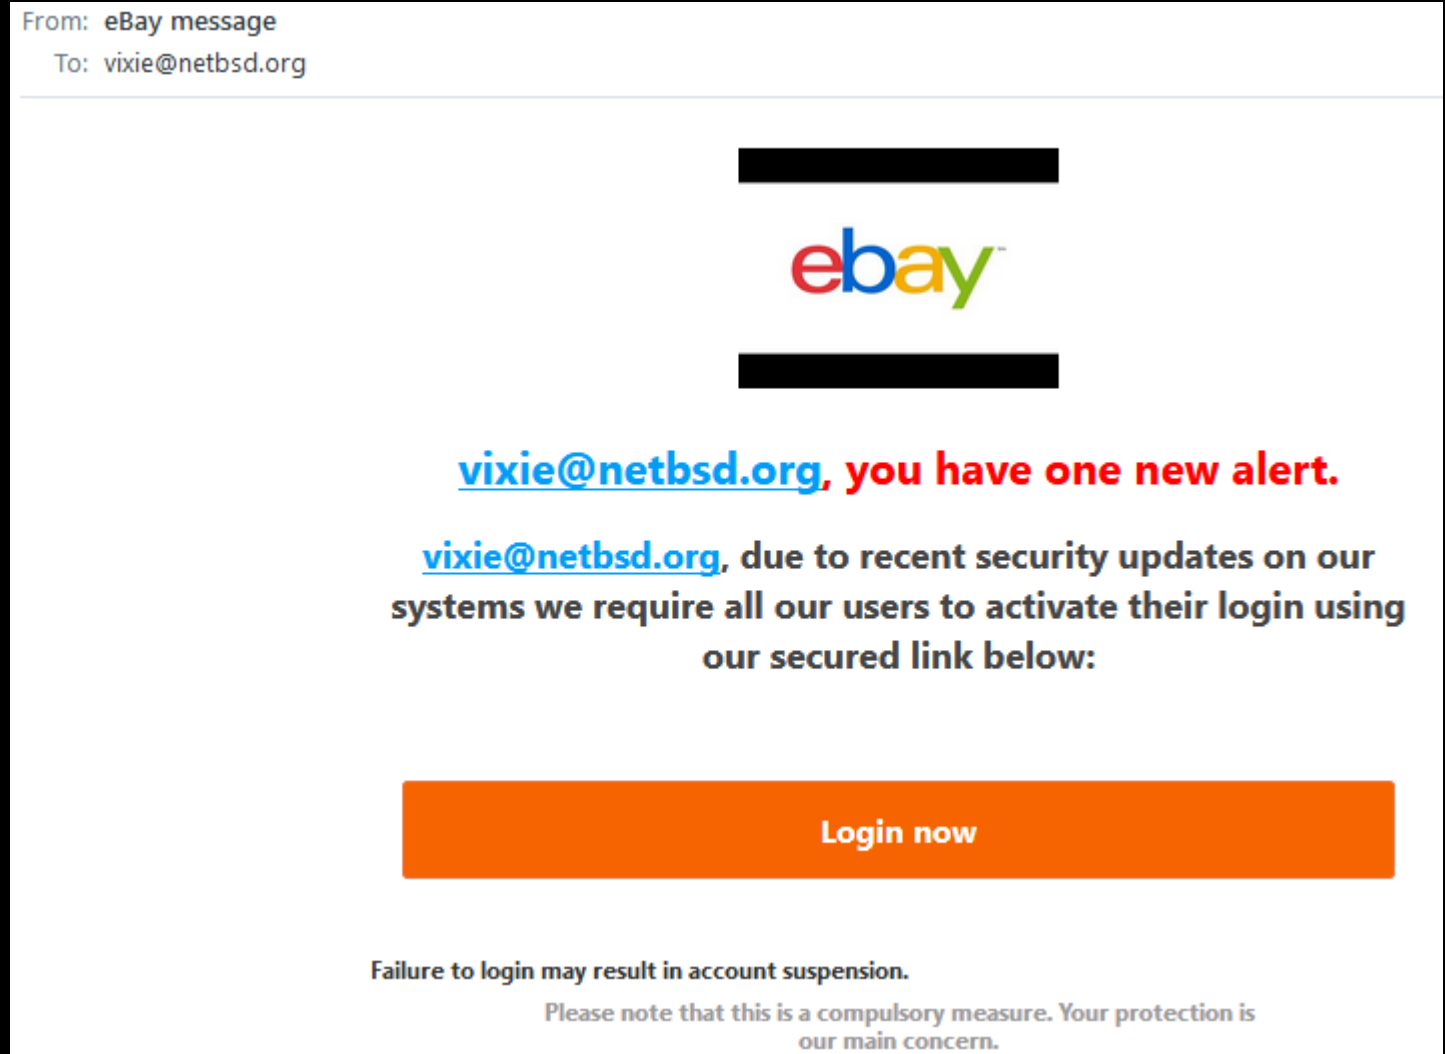 From: eBay message
To: vixie@netbsd.org
ebay™
vixie@netbsd.org, you have one new alert.
vixie@netbsd.org, due to recent security updates on our
systems we require all our users to activate their login using
our secured link below:
Login now
Failure to login may result in account suspension.
Please note that this is a compulsory measure. Your protection is
our main concern.